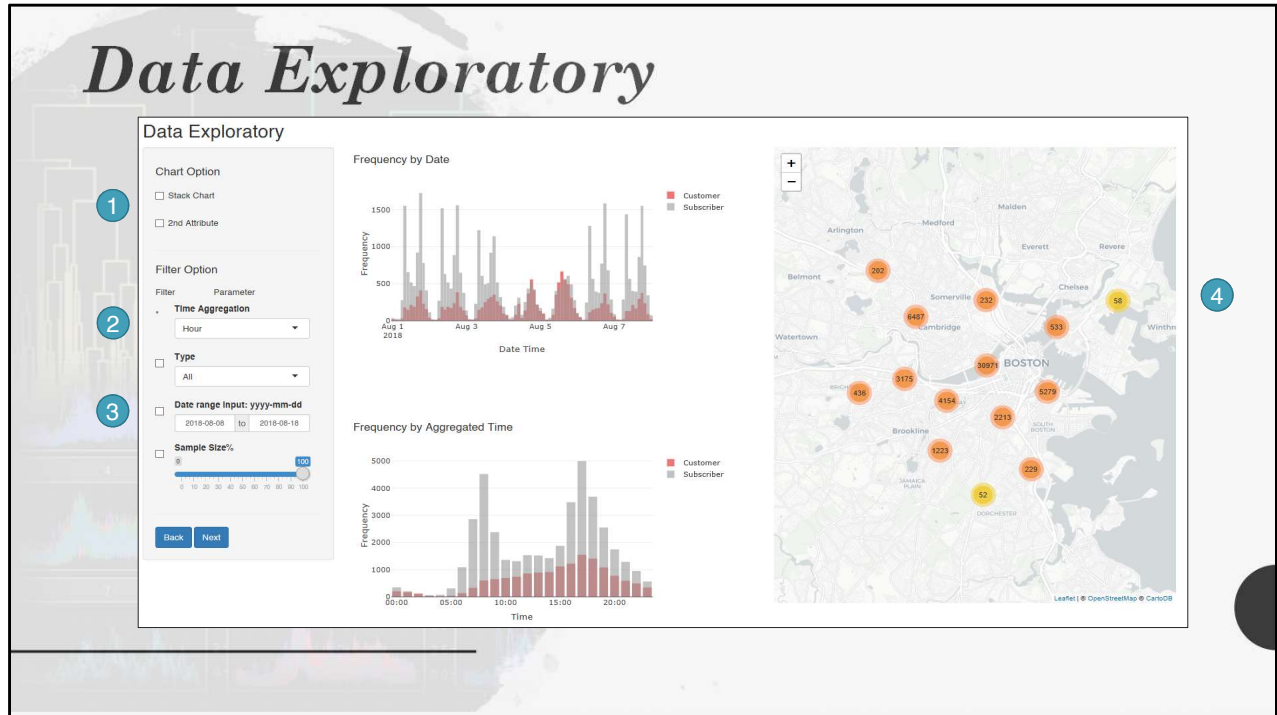 Data Exploratory
Data Exploratory
Chart Option
1
Stack Chart
2nd Attribute
Filter Option
Filter Parameter
* Time Aggregation
2
Hour
Type
All
3
Date range input: yyyy-mm-dd
2018-08-08 to 2018-08-18
Sample Size%
0 100
0 10 20 30 40 50 60 70 80 90 100
Back Next
Frequency by Date
Customer
Subscriber
Frequency
1500
1000
500
0
Aug 1 Aug 3 Aug 5 Aug 7
2018
Date Time
Frequency by Aggregated Time
Customer
Subscriber
Frequency
5000
4000
3000
2000
1000
0
00:00 05:00 10:00 15:00 20:00
Time
+
−
Malden
Medford
Arlington
Everett Revere
202
Belmont
Chelsea
Somerville
232
58
6487
Cambridge
533
Winthr
Watertown
30971 BOSTON
3175
436
BRIGH
4154
5279
2213
SOUTH
BOSTON
Brookline
1223
229
JAMAICA
PLAIN
52
DORCHESTER
Leaflet | © OpenStreetMap © CartoDB
4